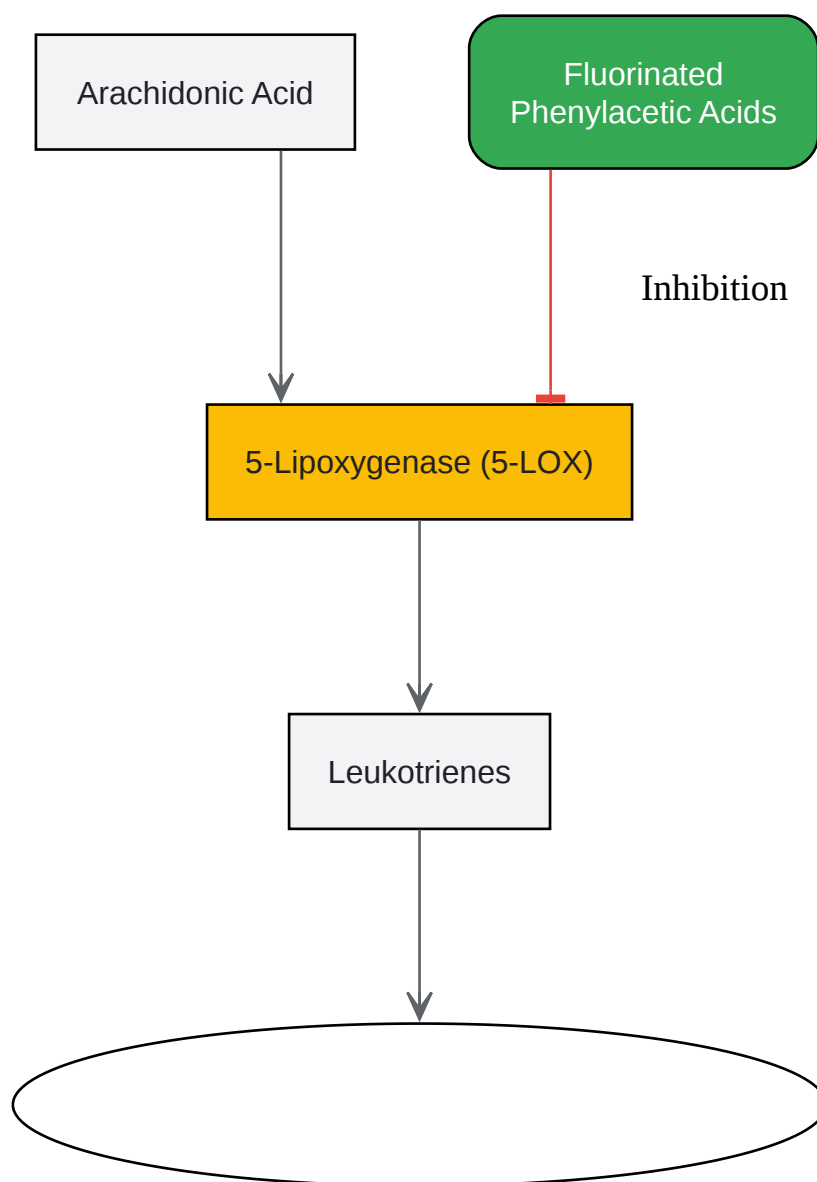 Arachidonic Acid
Fluorinated
Phenylacetic Acids
Inhibition
5-Lipoxygenase (5-LOX)
Leukotrienes